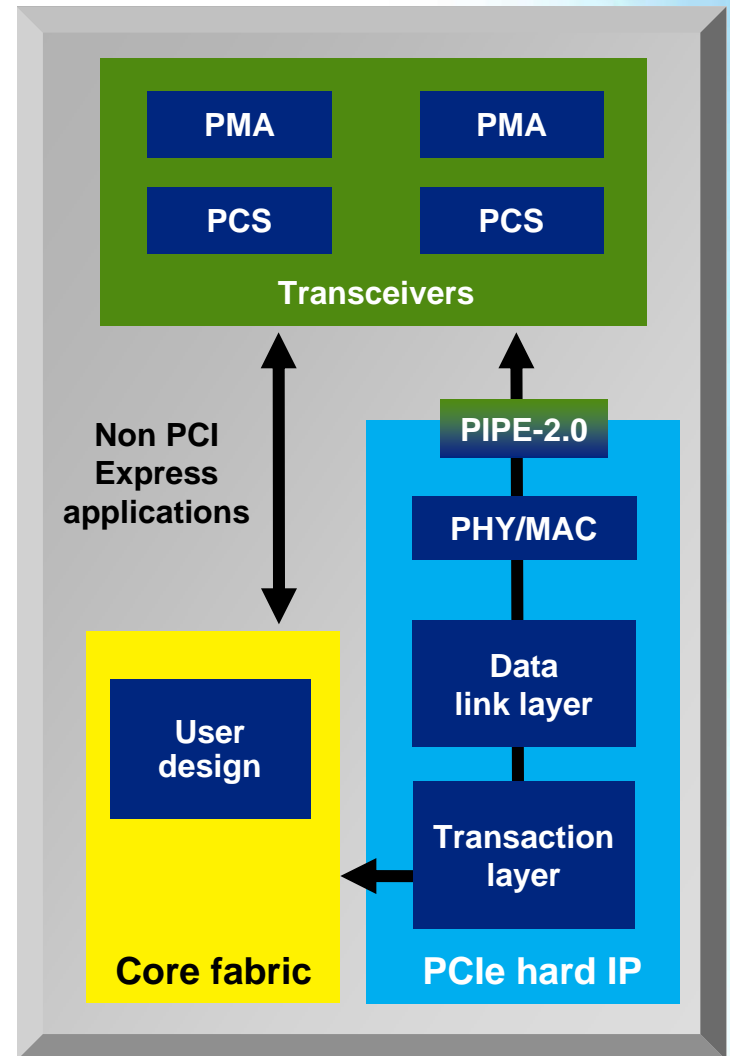 PMA
PMA
PCS
PCS
Transceivers
Non PCI
Express
applications
PIPE-2.0
PHY/MAC
Data
link layer
User
design
Transaction
layer
Core fabric
PCIe hard IP